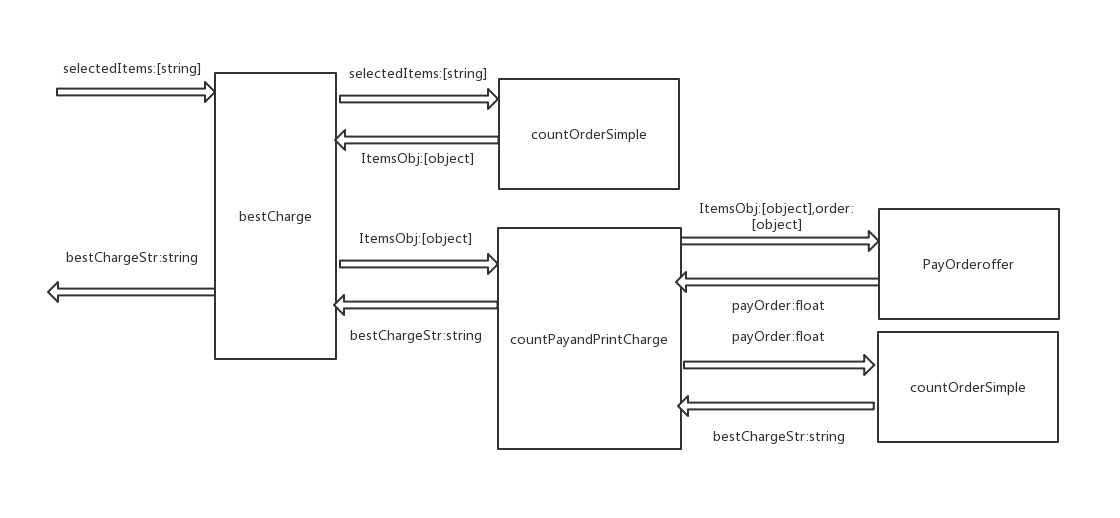 selectedItems:[string]
selectedItems:[string]
countOrderSimple
ItemsObj:[object]
bestCharge
bestChargeStr:string
ItemsObj:[object]
bestChargeStr:string
countPayandPrintCharge
ItemsObj:[object],order:
[object]
PayOrderoffer
payOrder:float
payOrder:float
countOrderSimple
bestChargeStr:string